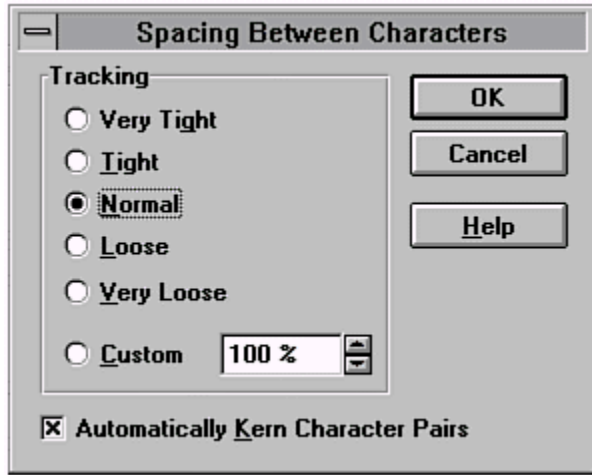 Spacing Between Characters
Tracking
Very Tight
Tight
Normal
Loose
Very Loose
Custom 100 %
Automatically Kern Character Pairs
OK
Cancel
Help